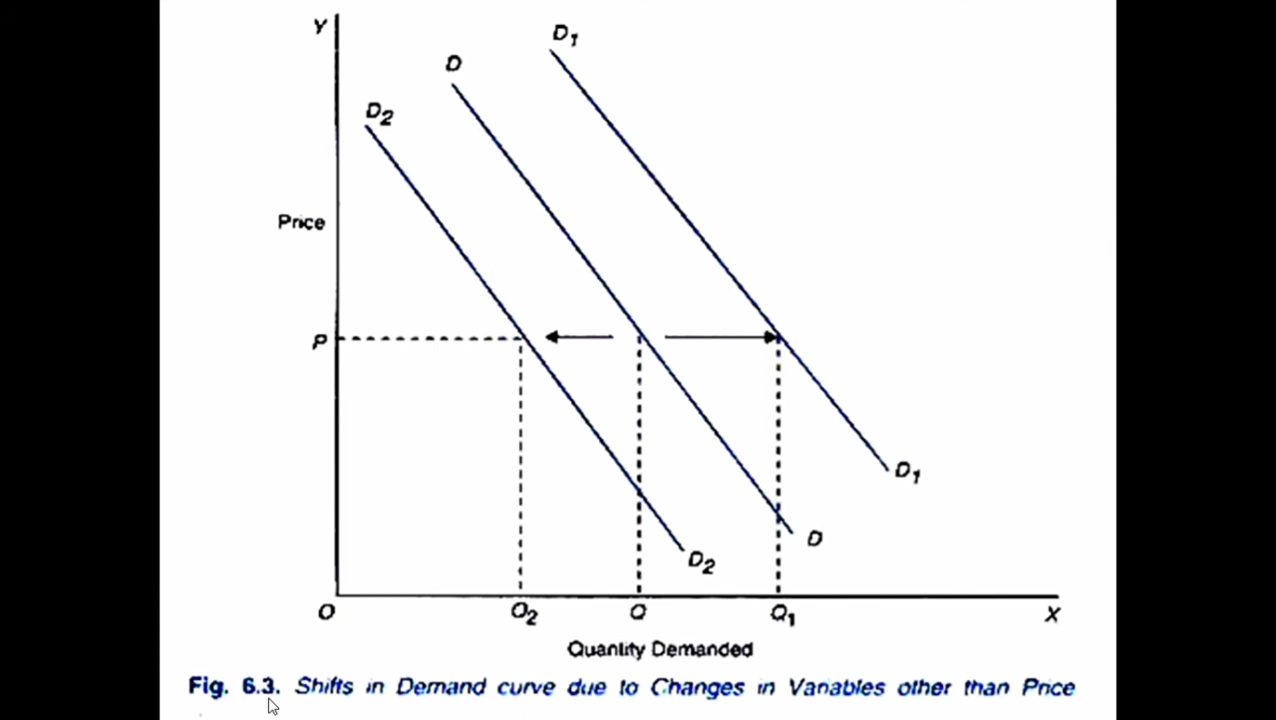 Y
D1
D
D2
Price
P
D1
D
D2
O
Q2
Q
Q1
X
Quantity Demanded
Fig. 6.3. Shifts in Demand curve due to Changes in Variables other than Price